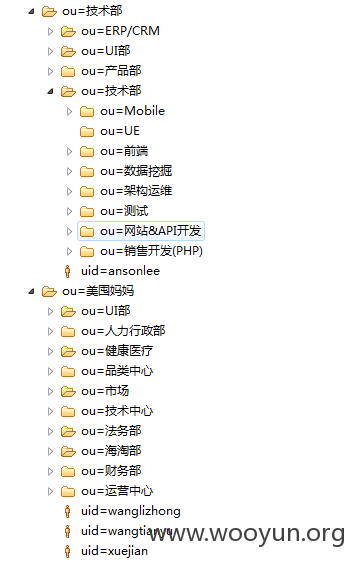 ou=技术部
ou=ERP/CRM
ou=UI部
ou=产品部
ou=技术部
ou=Mobile
ou=UE
ou=前端
ou=数据挖掘
ou=架构运维
ou=测试
ou=网站&API开发
ou=销售开发(PHP)
uid=ansonlee
ou=美囤妈妈
ou=UI部
ou=人力行政部
ou=健康医疗
ou=品类中心
ou=市场
ou=技术中心
ou=法务部
ou=海淘部
ou=财务部
ou=运营中心
uid=wanglizhong
www.wooyun.org
uid=xuejian